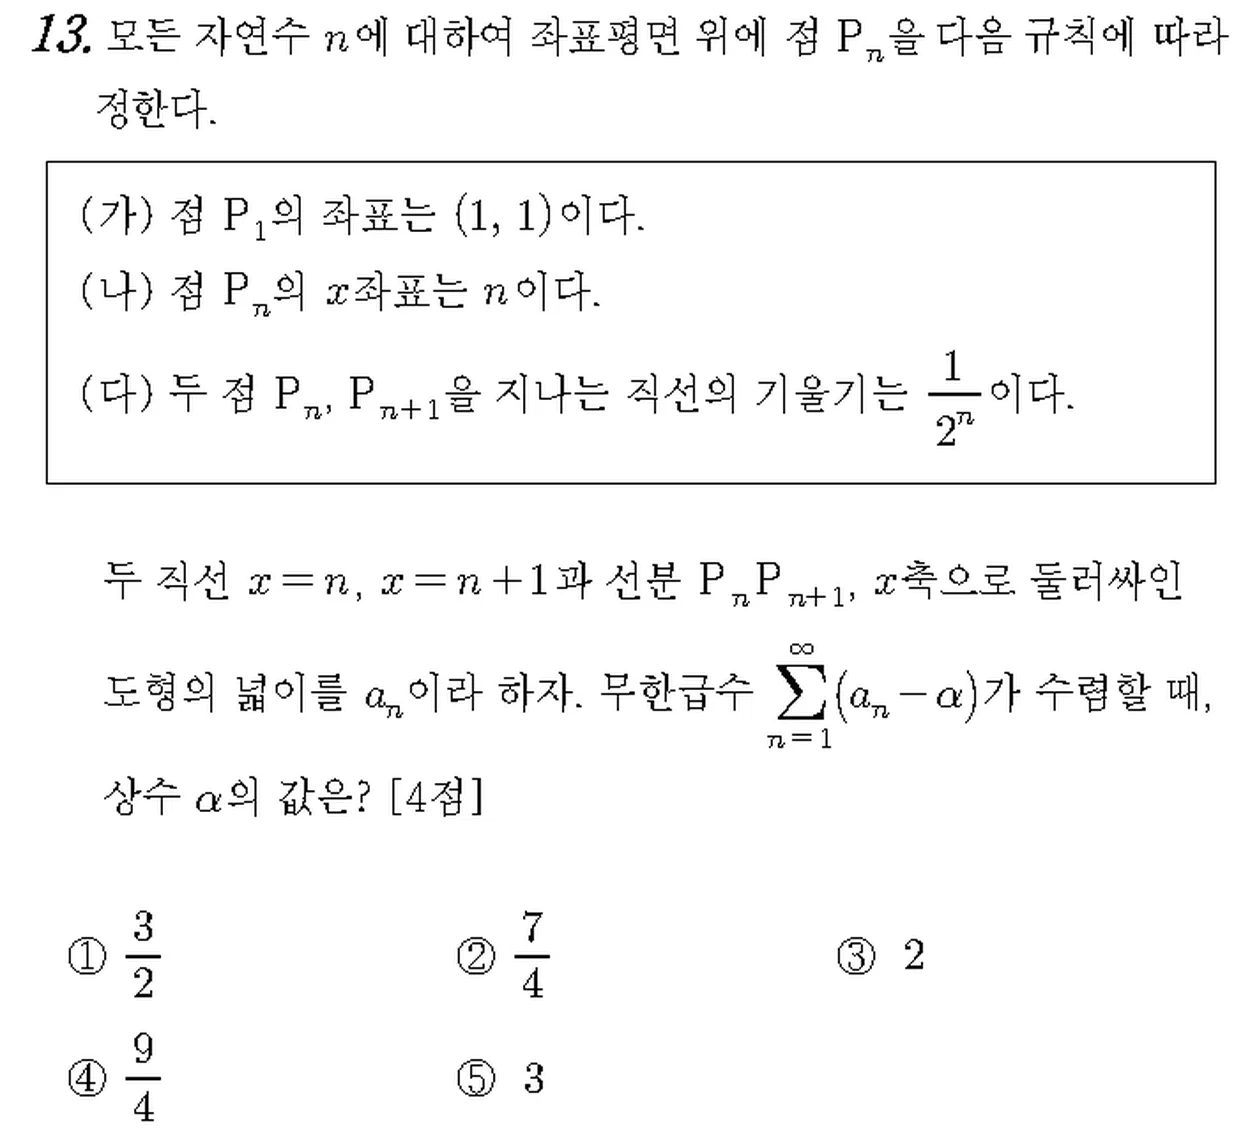 13. 모든 자연수 n에 대하여 좌표평면 위에 점 Pₙ을 다음 규칙에 따라
정한다.
(가) 점 P₁의 좌표는 (1, 1)이다.
(나) 점 Pₙ의 x좌표는 n이다.
(다) 두 점 Pₙ, Pₙ₊₁을 지나는 직선의 기울기는 1/2ⁿ이다.
두 직선 x=n, x=n+1과 선분 PₙPₙ₊₁, x축으로 둘러싸인
도형의 넓이를 aₙ이라 하자. 무한급수 ∑_{n=1}^{∞}(aₙ-α)가 수렴할 때,
상수 α의 값은? [4점]
① 3/2 ② 7/4 ③ 2
④ 9/4 ⑤ 3